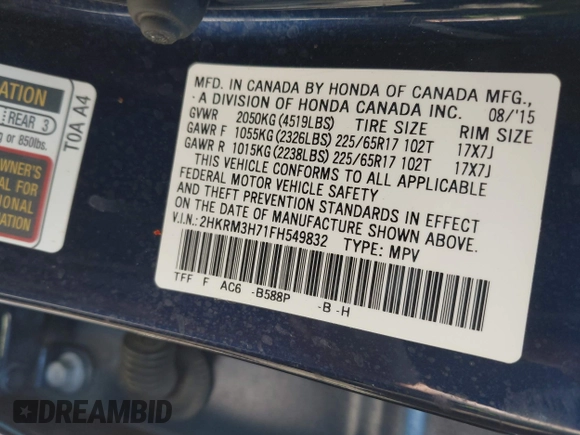 ATION
REAR 3
g or 850lbs.
T0A A4
OWNER'S
AL FOR
TIONAL
ATION
MFD. IN CANADA BY HONDA OF CANADA MFG.,
A DIVISION OF HONDA CANADA INC. 08/'15
GVWR 2050KG (4519LBS) TIRE SIZE RIM SIZE
GAWR F 1055KG (2326LBS) 225/65R17 102T 17X7J
GAWR R 1015KG (2238LBS) 225/65R17 102T 17X7J
THIS VEHICLE CONFORMS TO ALL APPLICABLE
FEDERAL MOTOR VEHICLE SAFETY
AND THEFT PREVENTION STANDARDS IN EFFECT
ON THE DATE OF MANUFACTURE SHOWN ABOVE.
V.I.N.: 2HKRM3H71FH549832 TYPE: MPV
TFF F AC6 -B588P -B -H
DREAMBID